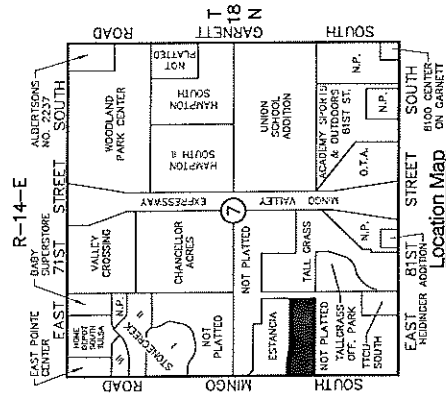 R-14-E
EAST POINTE
CENTER
BABY
SUPERSTORE
ALBERTSONS
NO. 2237
EAST 71ST STREET SOUTH
HOME
DEPOT
SOUTH
TULSA
N.P.
VALLEY
CROSSING
WOODLAND
PARK CENTER
III
II
STONECREEK
I
CHANCELLOR
ACRES
HAMPTON
SOUTH II
HAMPTON
SOUTH
NOT
PLATTED
NOT
PLATTED
MINGO VALLEY EXPRESSWAY
7
SOUTH MINGO ROAD
SOUTH GARNETT ROAD
T
18
N
NOT PLATTED
ESTANCIA
UNION
SCHOOL
ADDITION
TALL GRASS
NOT PLATTED
TALLGRASS
OFF. PARK
TTCU
SOUTH
N.P.
ACADEMY SPORTS
& OUTDOORS
81ST ST.
O.T.A.
N.P.
N.P.
EAST 81ST STREET SOUTH
HEIDINGER ADDITION
8100 CENTER
ON GARNETT
Location Map